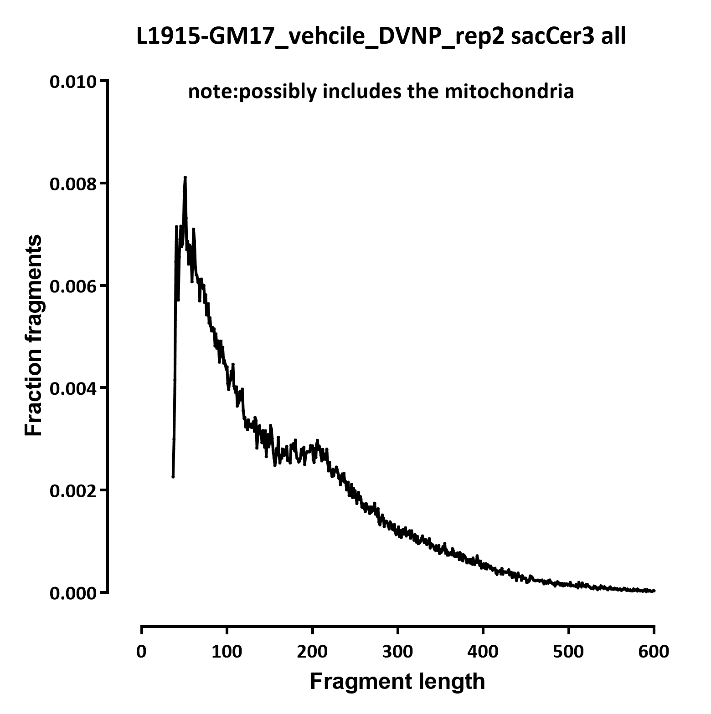 L1915-GM17_vehcile_DVNP_rep2 sacCer3 all
note:possibly includes the mitochondria
0.010
0.008
0.006
0.004
0.002
0.000
Fraction fragments
0 100 200 300 400 500 600
Fragment length